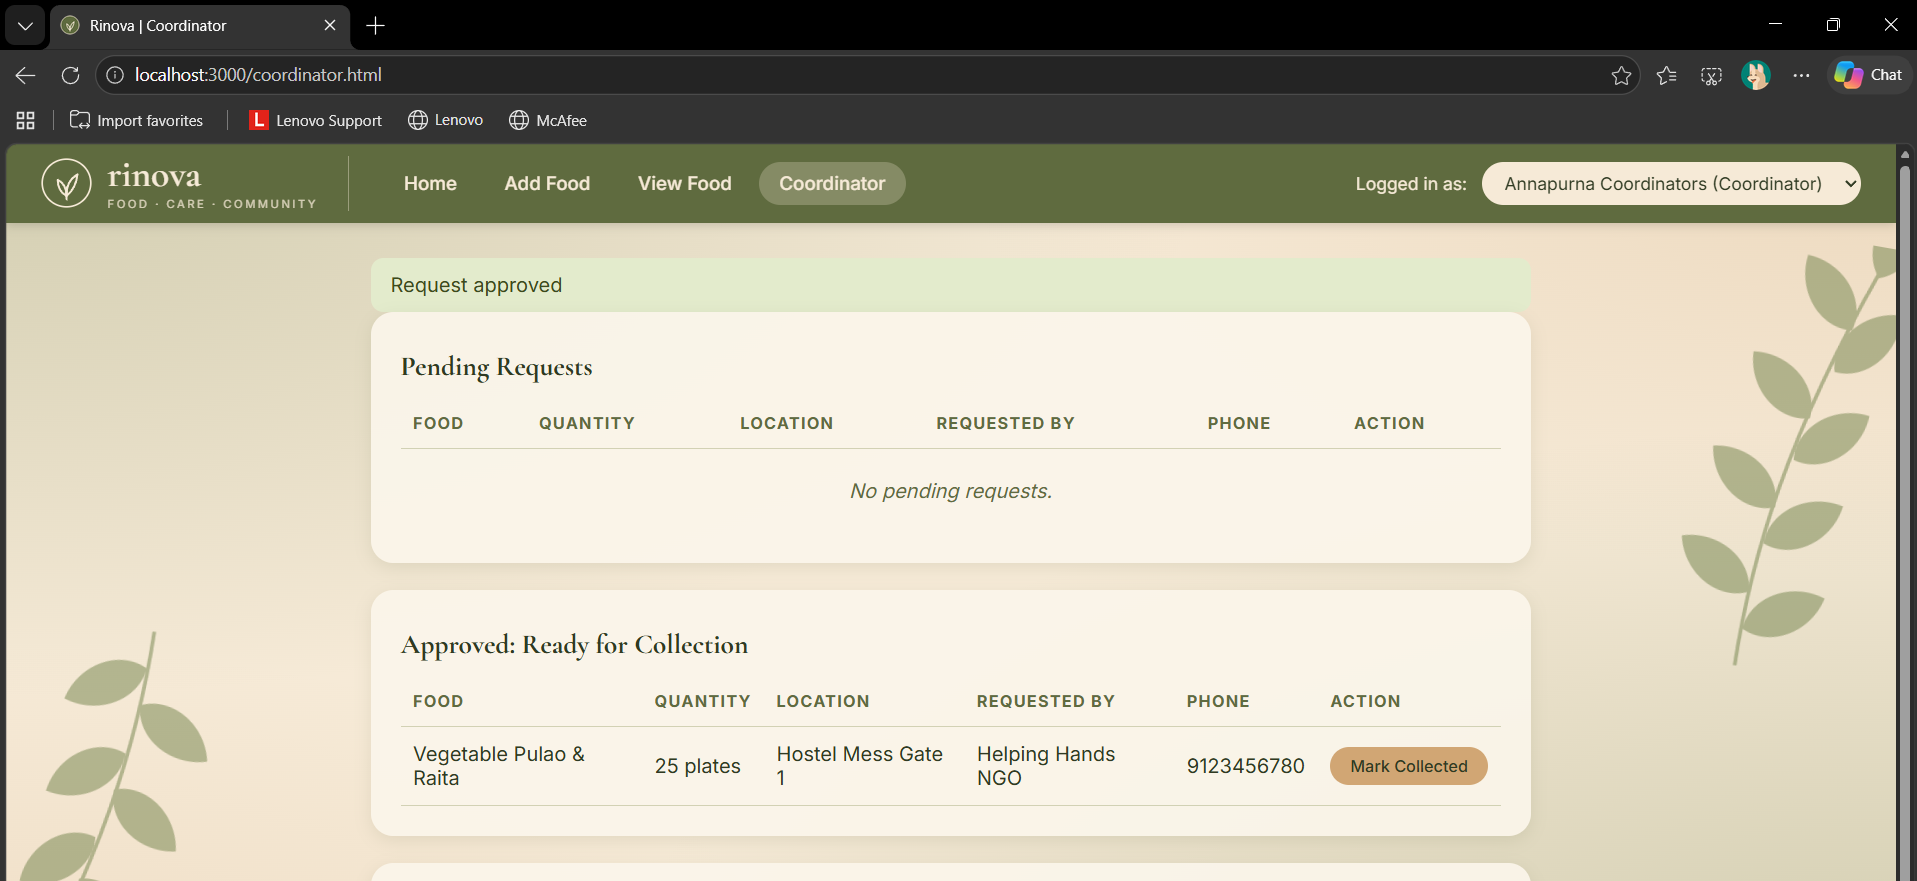 Rinova | Coordinator
localhost:3000/coordinator.html
Chat
Import favorites
L Lenovo Support
Lenovo
McAfee
rinova
FOOD · CARE · COMMUNITY
Home
Add Food
View Food
Coordinator
Logged in as:
Annapurna Coordinators (Coordinator)
Request approved
Pending Requests
FOOD QUANTITY LOCATION REQUESTED BY PHONE ACTION
No pending requests.
Approved: Ready for Collection
FOOD QUANTITY LOCATION REQUESTED BY PHONE ACTION
Vegetable Pulao &
Raita
25 plates
Hostel Mess Gate
1
Helping Hands
NGO
9123456780
Mark Collected